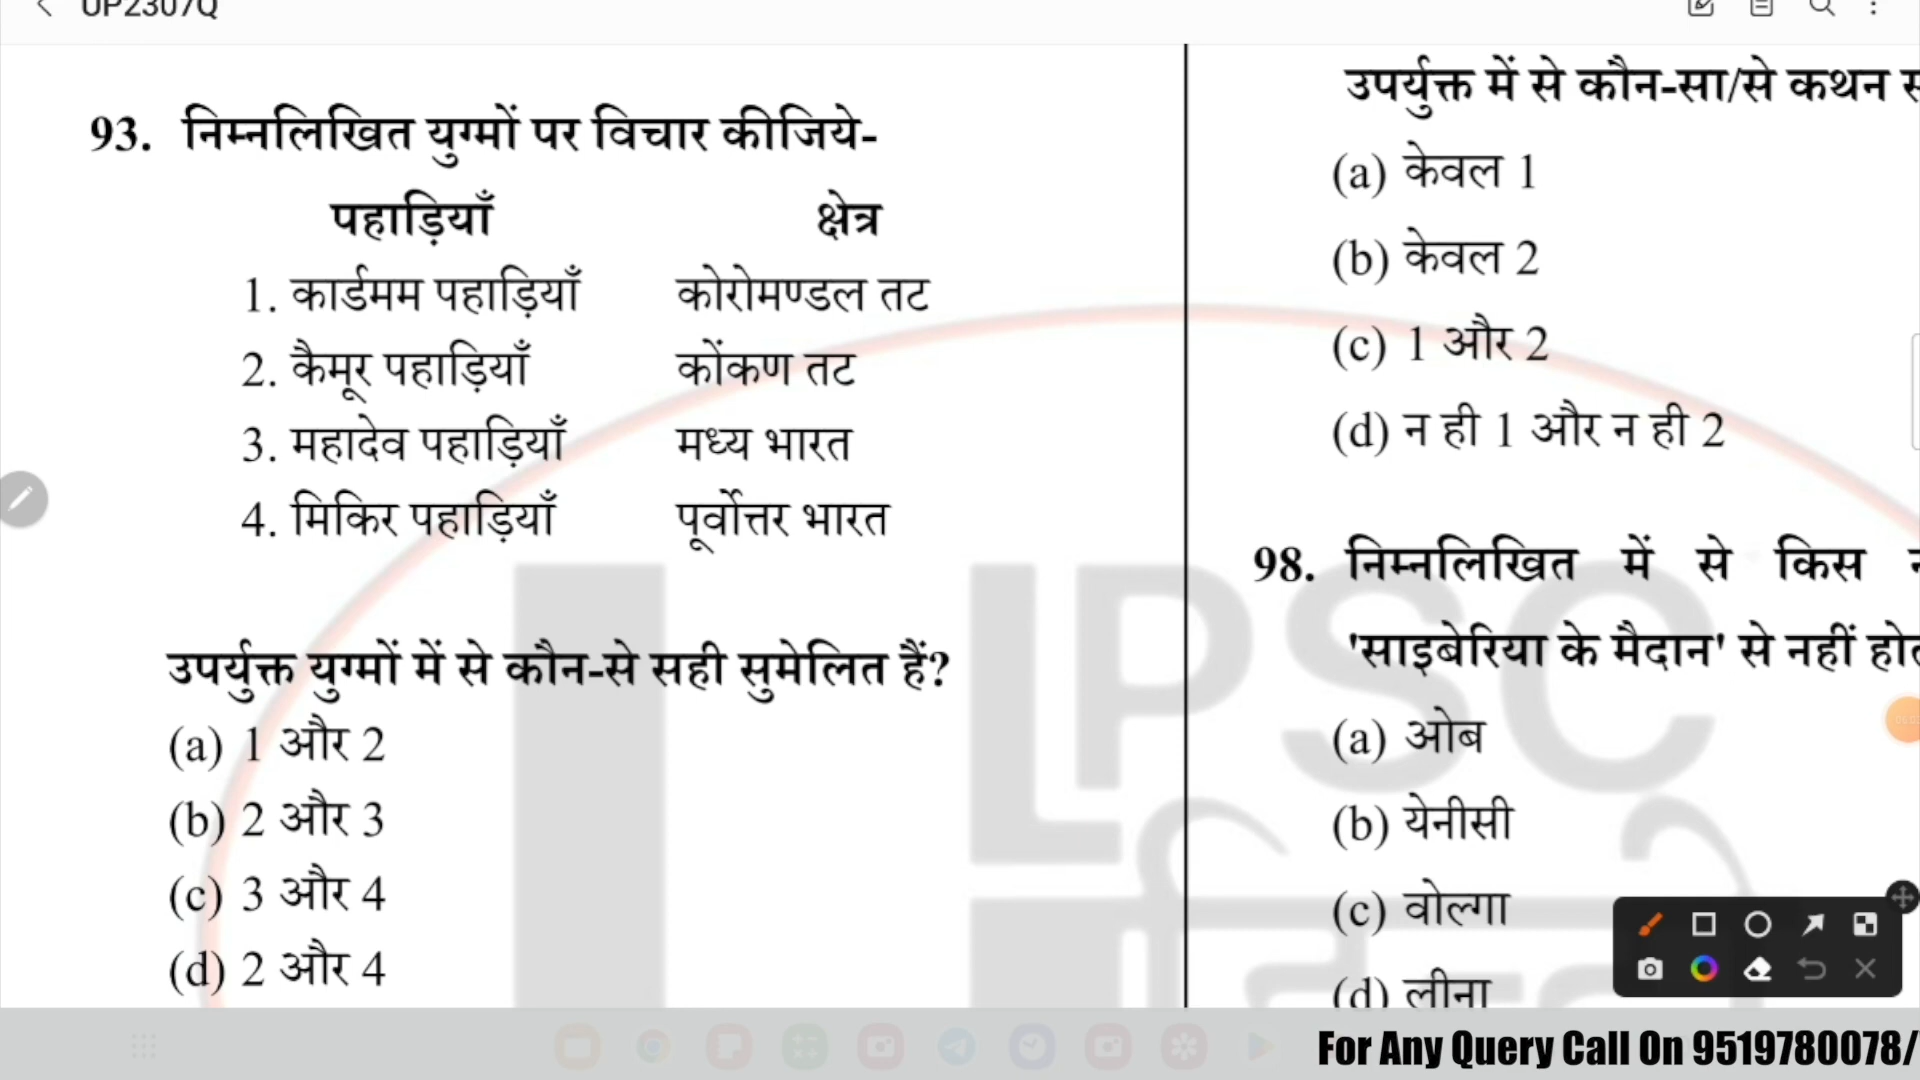 UP2307Q
93. निम्नलिखित युग्मों पर विचार कीजिये-
पहाड़ियाँ क्षेत्र
1. कार्डमम पहाड़ियाँ कोरोमण्डल तट
2. कैमूर पहाड़ियाँ कोंकण तट
3. महादेव पहाड़ियाँ मध्य भारत
4. मिकिर पहाड़ियाँ पूर्वोत्तर भारत
उपर्युक्त युग्मों में से कौन-से सही सुमेलित हैं?
(a) 1 और 2
(b) 2 और 3
(c) 3 और 4
(d) 2 और 4
उपर्युक्त में से कौन-सा/से कथन
(a) केवल 1
(b) केवल 2
(c) 1 और 2
(d) न ही 1 और न ही 2
98. निम्नलिखित में से किस
'साइबेरिया के मैदान' से नहीं
(a) ओब
(b) येनीसी
(c) वोल्गा
(d) लीना
PSC
For Any Query Call On 9519780078/